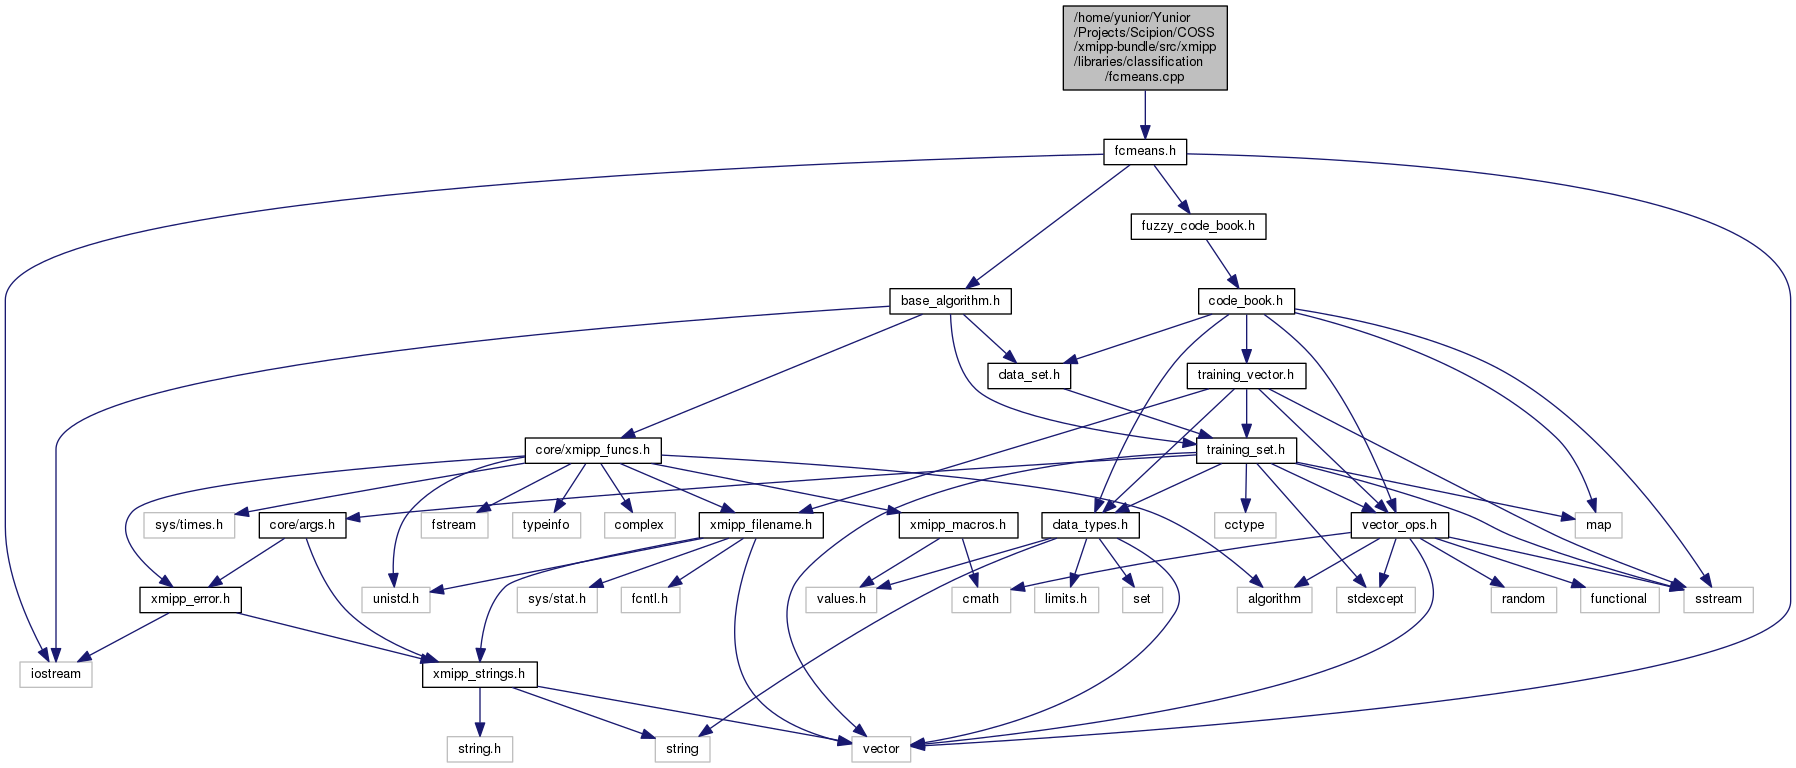 /home/yunior/Yunior
/Projects/Scipion/COSS
/xmipp-bundle/src/xmipp
/libraries/classification
/fcmeans.cpp
fcmeans.h
fuzzy_code_book.h
base_algorithm.h
code_book.h
data_set.h
training_vector.h
core/xmipp_funcs.h
training_set.h
sys/times.h
core/args.h
fstream
typeinfo
complex
xmipp_filename.h
xmipp_macros.h
data_types.h
cctype
vector_ops.h
map
xmipp_error.h
unistd.h
sys/stat.h
fcntl.h
values.h
cmath
limits.h
set
algorithm
stdexcept
random
functional
sstream
iostream
xmipp_strings.h
string.h
string
vector